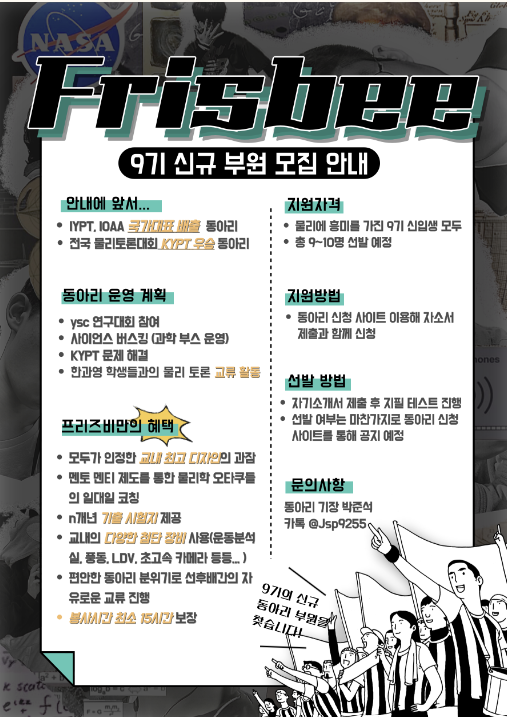 NASA
Frisbee
9기 신규 부원 모집 안내
안내에 앞서...
• IYPT, IOAA 국가대표 배출 동아리
• 전국 물리토론대회 KYPT 우승 동아리
동아리 운영 계획
• ysc 연구대회 참여
• 사이언스 버스킹 (과학 부스 운영)
• KYPT 문제 해결
• 한과영 학생들과의 물리 토론 교류 활동
프리즈비만의 혜택
• 모두가 인정한 교내 최고 디자인의 과잠
• 멘토 멘티 제도를 통한 물리학 오타쿠들
의 일대일 코칭
• n개년 기출 시험지 제공
• 교내의 다양한 첨단 장비 사용(운동분석
실, 풍동, LDV, 초고속 카메라 등등... )
• 편안한 동아리 분위기로 선후배간의 자
유로운 교류 진행
• 봉사시간 최소 15시간 보장
지원자격
• 물리에 흥미를 가진 9기 신입생 모두
• 총 9~10명 선발 예정
지원방법
• 동아리 신청 사이트 이용해 자소서
제출과 함께 신청
선발 방법
• 자기소개서 제출 후 지필 테스트 진행
• 선발 여부는 마찬가지로 동아리 신청
사이트를 통해 공지 예정
문의사항
동아리 기장 박준석
카톡 @Jsp9255
9기의 신규
동아리 부원을
찾습니다!